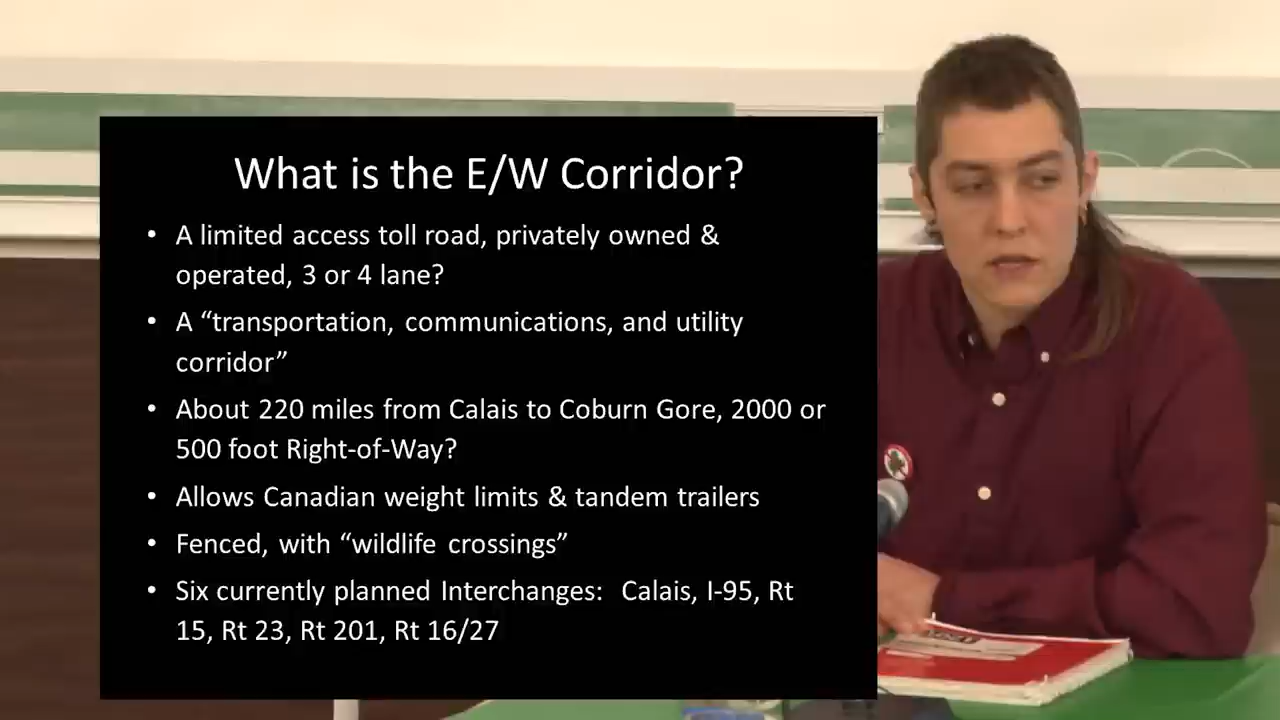 What is the E/W Corridor?
• A limited access toll road, privately owned &
operated, 3 or 4 lane?
• A “transportation, communications, and utility
corridor”
• About 220 miles from Calais to Coburn Gore, 2000 or
500 foot Right-of-Way?
• Allows Canadian weight limits & tandem trailers
• Fenced, with “wildlife crossings”
• Six currently planned Interchanges: Calais, I-95, Rt
15, Rt 23, Rt 201, Rt 16/27